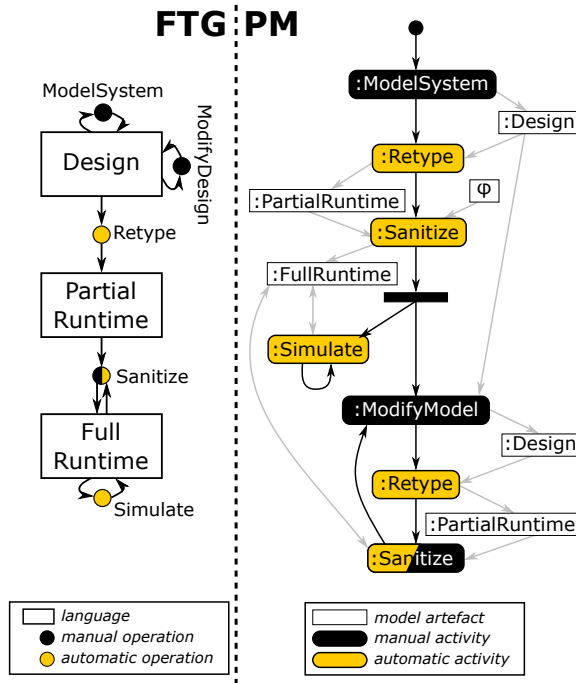 FTG PM
ModelSystem
Design
ModifyDesign
Retype
Partial
Runtime
Sanitize
Full
Runtime
Simulate
language
manual operation
automatic operation
:ModelSystem
:Design
:Retype
φ
:PartialRuntime
:Sanitize
:FullRuntime
:Simulate
:ModifyModel
:Design
:Retype
:PartialRuntime
:Sanitize
model artefact
manual activity
automatic activity